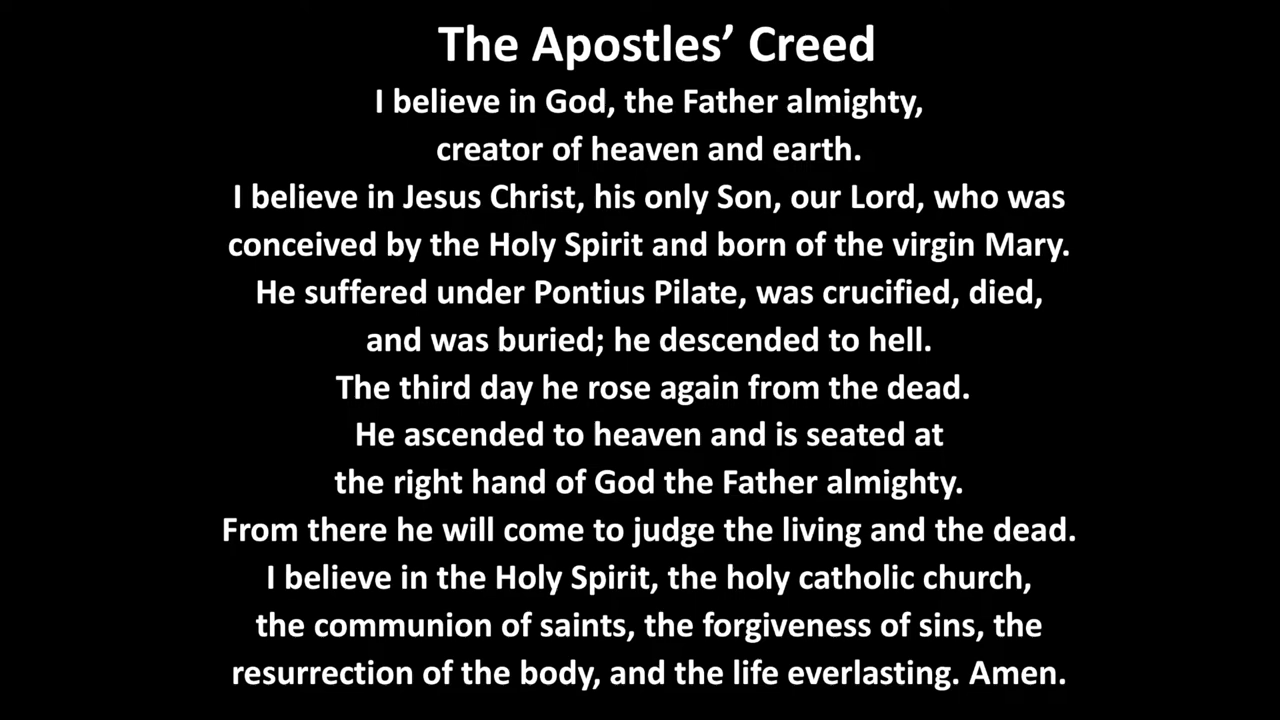 The Apostles’ Creed
I believe in God, the Father almighty,
creator of heaven and earth.
I believe in Jesus Christ, his only Son, our Lord, who was
conceived by the Holy Spirit and born of the virgin Mary.
He suffered under Pontius Pilate, was crucified, died,
and was buried; he descended to hell.
The third day he rose again from the dead.
He ascended to heaven and is seated at
the right hand of God the Father almighty.
From there he will come to judge the living and the dead.
I believe in the Holy Spirit, the holy catholic church,
the communion of saints, the forgiveness of sins, the
resurrection of the body, and the life everlasting. Amen.